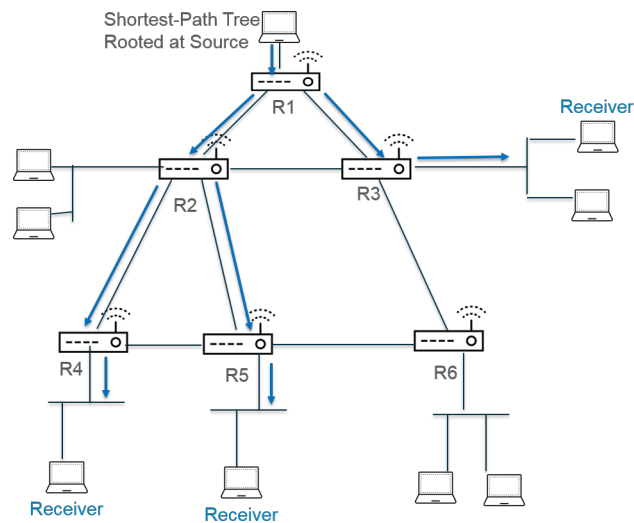 Shortest-Path Tree
Rooted at Source
R1
Receiver
R2
R3
R4
R5
R6
Receiver
Receiver